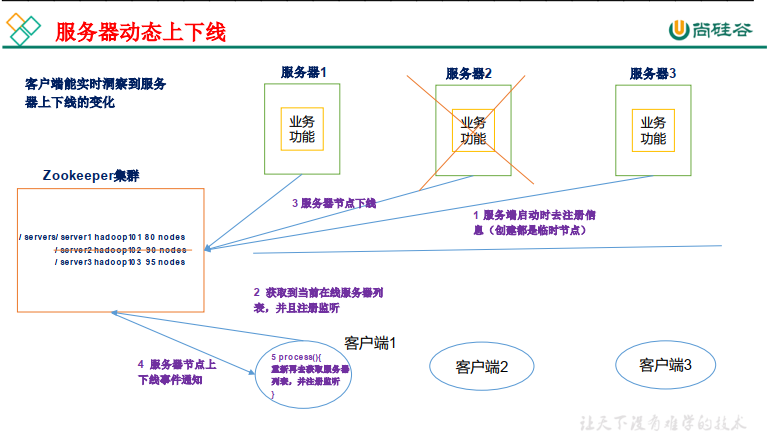 服务器动态上下线
尚硅谷
客户端能实时洞察到服务
器上下线的变化
服务器1
服务器2
服务器3
业务
功能
业务
功能
业务
功能
Zookeeper集群
/ servers/ server1 hadoop101 80 nodes
/ server2 hadoop102 90 nodes
/ server3 hadoop103 95 nodes
3 服务器节点下线
1 服务端启动时去注册信
息（创建都是临时节点）
2 获取到当前在线服务器列
表，并且注册监听
4 服务器节点上
下线事件通知
客户端1
5 process(){
重新再去获取服务器
列表，并注册监听
}
客户端2
客户端3
让天下没有难学的技术